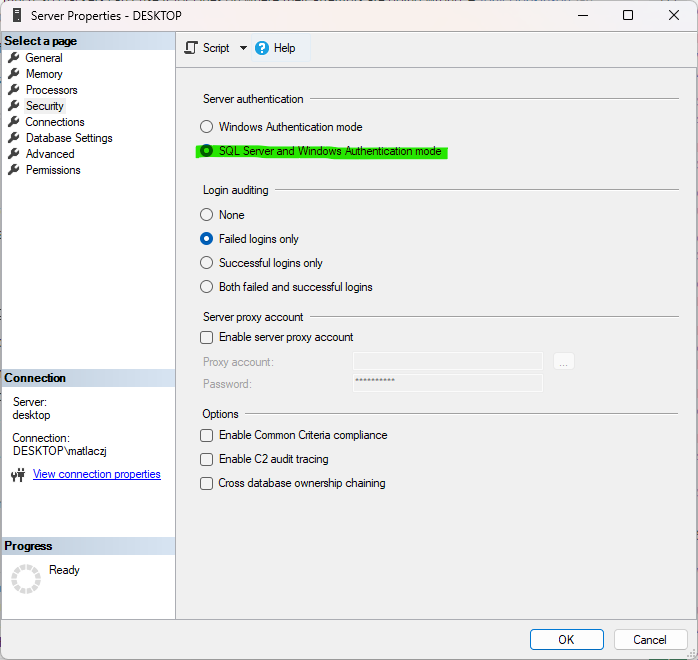 Server Properties - DESKTOP
Select a page
General
Memory
Processors
Security
Connections
Database Settings
Advanced
Permissions
Connection
Server:
desktop
Connection:
DESKTOP\matlaczj
View connection properties
Progress
Ready
Script
Help
Server authentication
Windows Authentication mode
SQL Server and Windows Authentication mode
Login auditing
None
Failed logins only
Successful logins only
Both failed and successful logins
Server proxy account
Enable server proxy account
Proxy account:
...
Password:
**********
Options
Enable Common Criteria compliance
Enable C2 audit tracing
Cross database ownership chaining
OK
Cancel